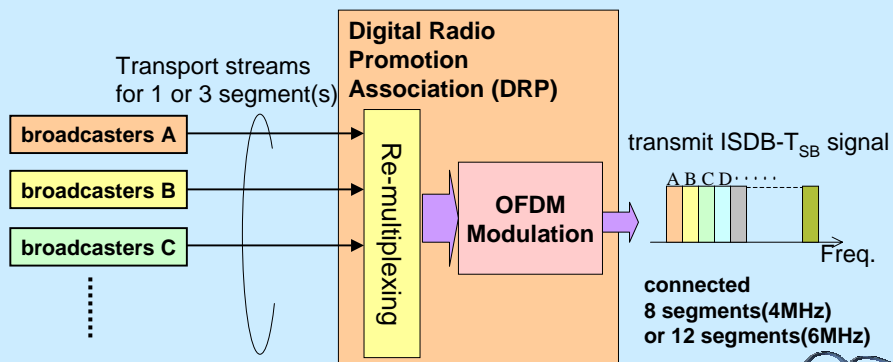 Digital Radio
Promotion
Association (DRP)
Transport streams
for 1 or 3 segment(s)
broadcasters A
broadcasters B
broadcasters C
Re-multiplexing
OFDM
Modulation
transmit ISDB-TSB signal
A B C D · · · · ·
Freq.
connected
8 segments(4MHz)
or 12 segments(6MHz)